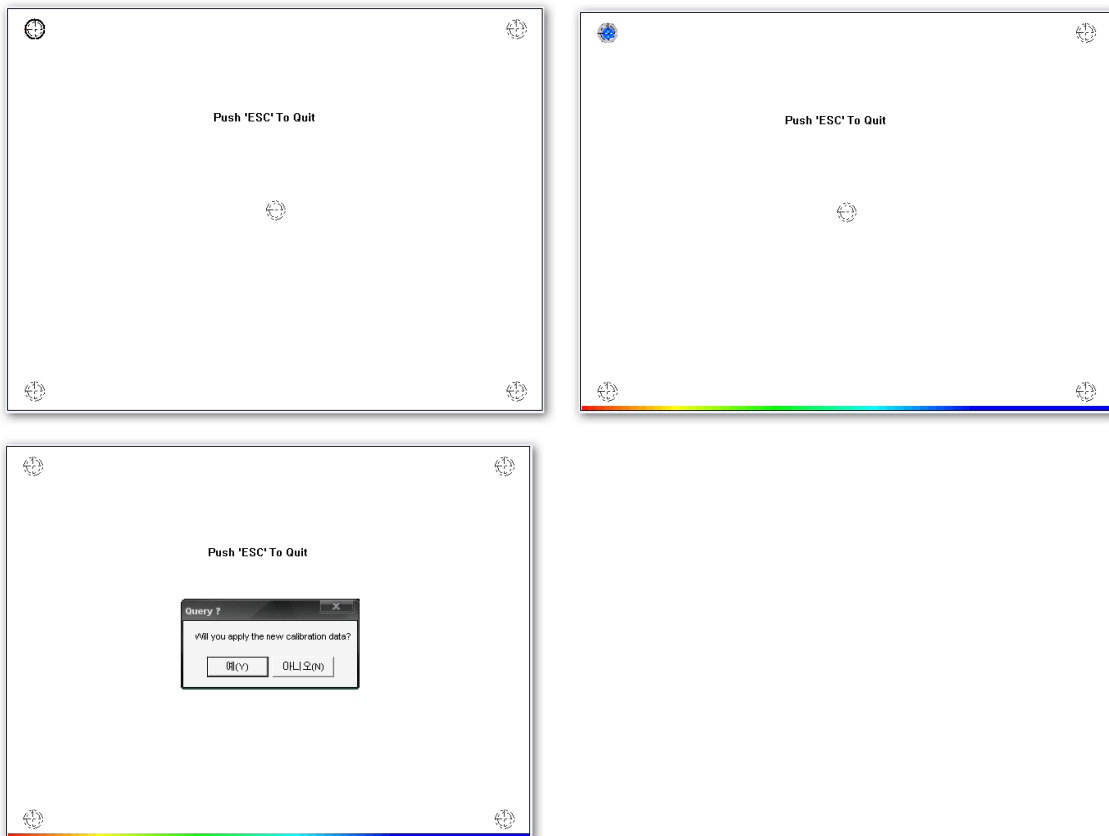 Push 'ESC' To Quit
Push 'ESC' To Quit
Push 'ESC' To Quit
Query ?
Will you apply the new calibration data?
예(Y)
아니오(N)